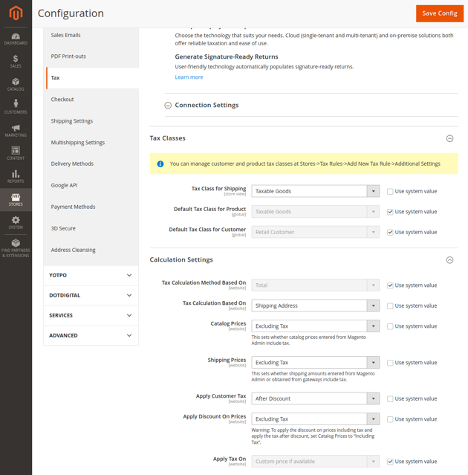 Configuration
Save Config
DASHBOARD
SALES
CATALOG
CUSTOMERS
MARKETING
CONTENT
REPORTS
STORES
SYSTEM
FIND PARTNERS
& EXTENSIONS
Sales Emails
PDF Print-outs
Tax
Checkout
Shipping Settings
Multishipping Settings
Delivery Methods
Google API
Payment Methods
3D Secure
Address Cleansing
YOTPO
DOTDIGITAL
SERVICES
ADVANCED
Choose the technology that suits your needs. Cloud (single-tenant and multi-tenant) and on-premise solutions both
offer reliable taxation and ease of use.
Generate Signature-Ready Returns
User-friendly technology automatically populates signature-ready returns.
Learn more
Connection Settings
Tax Classes
You can manage customer and product tax classes at Stores->Tax Rules->Add New Tax Rule->Additional Settings
Tax Class for Shipping
[store view]
Taxable Goods
Use system value
Default Tax Class for Product
[global]
Taxable Goods
Use system value
Default Tax Class for Customer
[global]
Retail Customer
Use system value
Calculation Settings
Tax Calculation Method Based On
[website]
Total
Use system value
Tax Calculation Based On
[website]
Shipping Address
Use system value
Catalog Prices
[website]
Excluding Tax
Use system value
This sets whether catalog prices entered from Magento
Admin include tax.
Shipping Prices
[website]
Excluding Tax
Use system value
This sets whether shipping amounts entered from Magento
Admin or obtained from gateways include tax.
Apply Customer Tax
[website]
After Discount
Use system value
Apply Discount On Prices
[website]
Excluding Tax
Use system value
Warning: To apply the discount on prices including tax and
apply the tax after discount, set Catalog Prices to "Including
Tax".
Apply Tax On
[website]
Custom price if available
Use system value